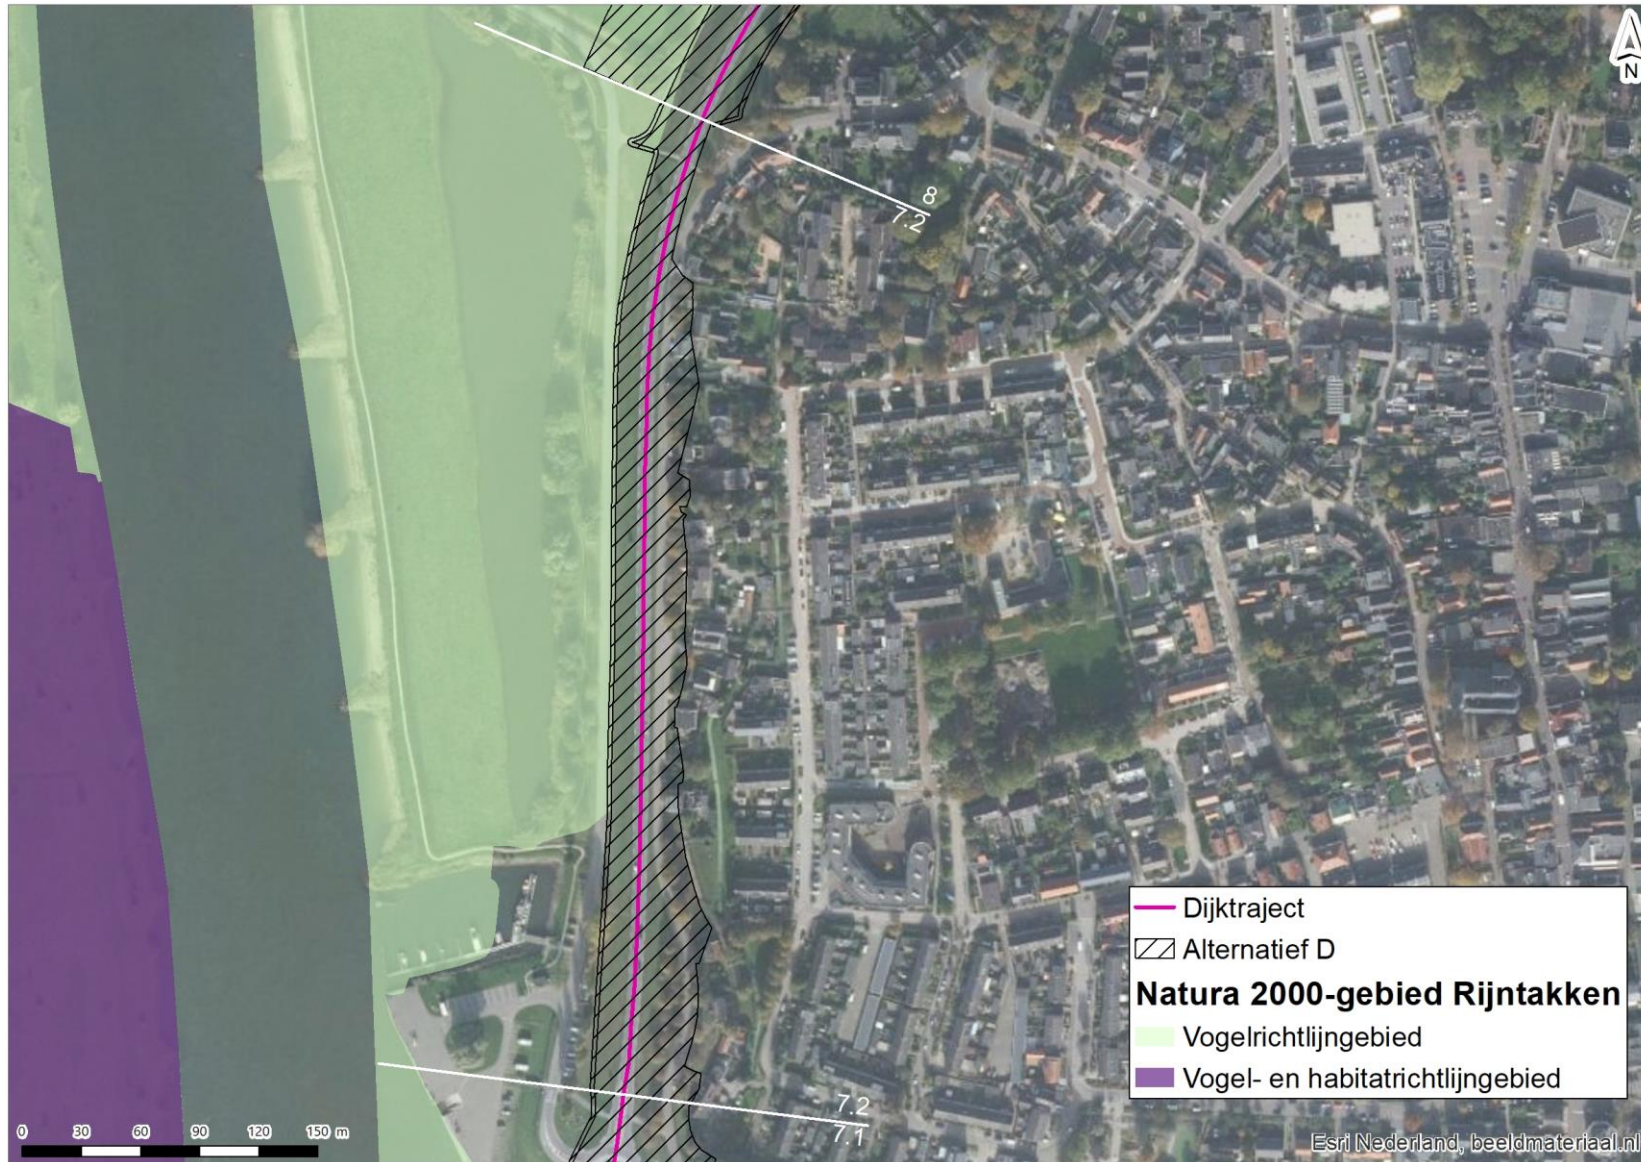 N
8
7.2
7.2
7.1
Dijktraject
Alternatief D
Natura 2000-gebied Rijntakken
Vogelrichtlijngebied
Vogel- en habitatrichtlijngebied
0 30 60 90 120 150 m
Esri Nederland, beeldmateriaal.nl